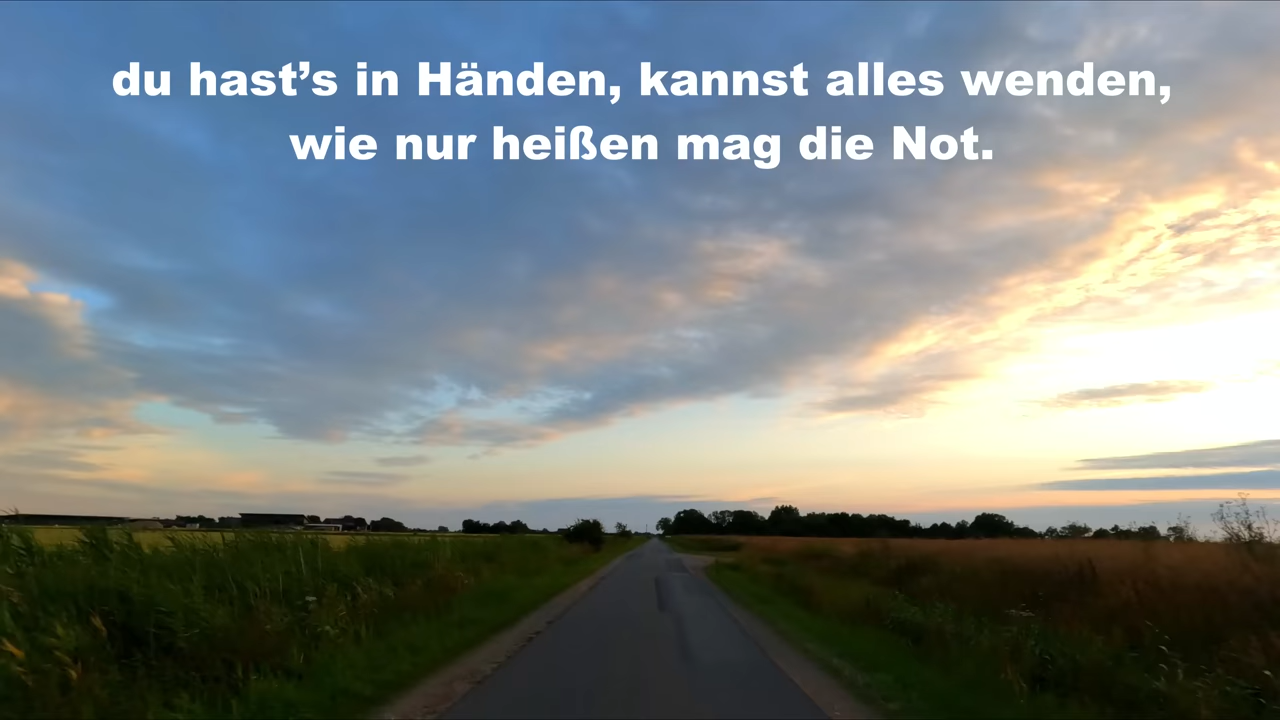 du hast’s in Händen, kannst alles wenden,
wie nur heißen mag die Not.